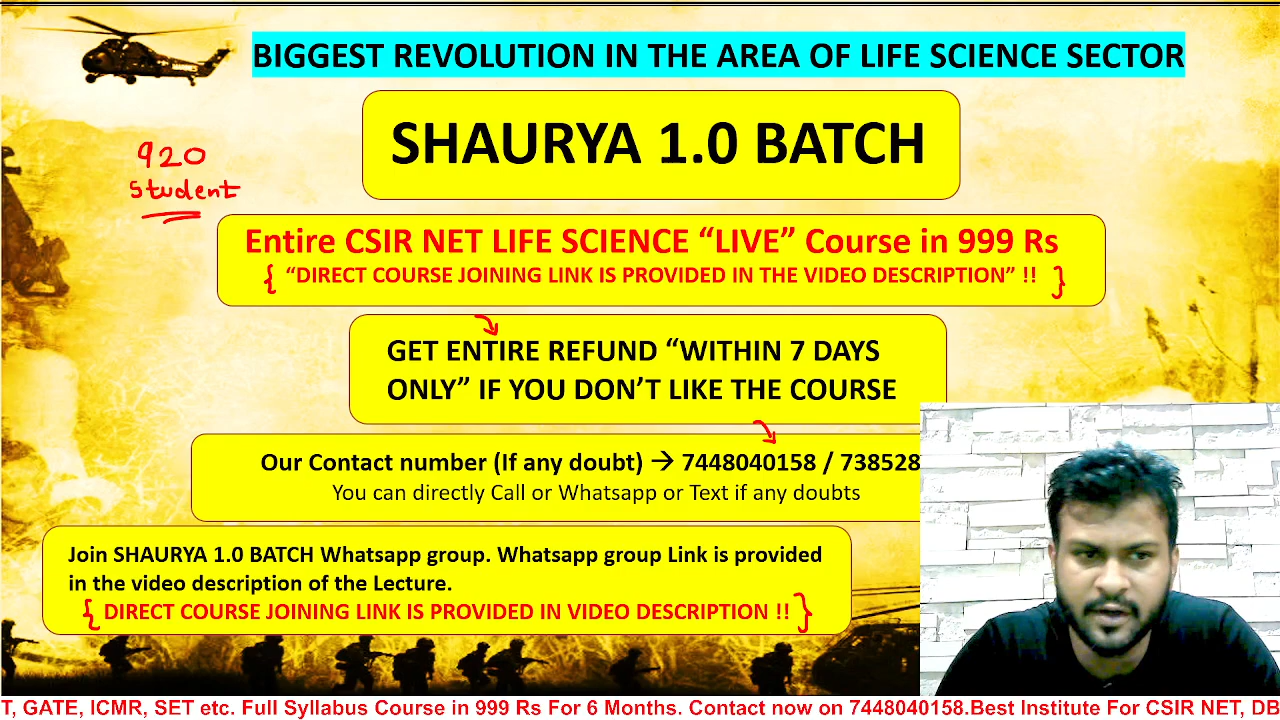 BIGGEST REVOLUTION IN THE AREA OF LIFE SCIENCE SECTOR
SHAURYA 1.0 BATCH
920
Student
Entire CSIR NET LIFE SCIENCE “LIVE” Course in 999 Rs
{ “DIRECT COURSE JOINING LINK IS PROVIDED IN THE VIDEO DESCRIPTION” !! }
GET ENTIRE REFUND “WITHIN 7 DAYS
ONLY” IF YOU DON’T LIKE THE COURSE
Our Contact number (If any doubt) → 7448040158 / 738528
You can directly Call or Whatsapp or Text if any doubts
Join SHAURYA 1.0 BATCH Whatsapp group. Whatsapp group Link is provided
in the video description of the Lecture.
{ DIRECT COURSE JOINING LINK IS PROVIDED IN VIDEO DESCRIPTION !! }
T, GATE, ICMR, SET etc. Full Syllabus Course in 999 Rs For 6 Months. Contact now on 7448040158.Best Institute For CSIR NET, DB